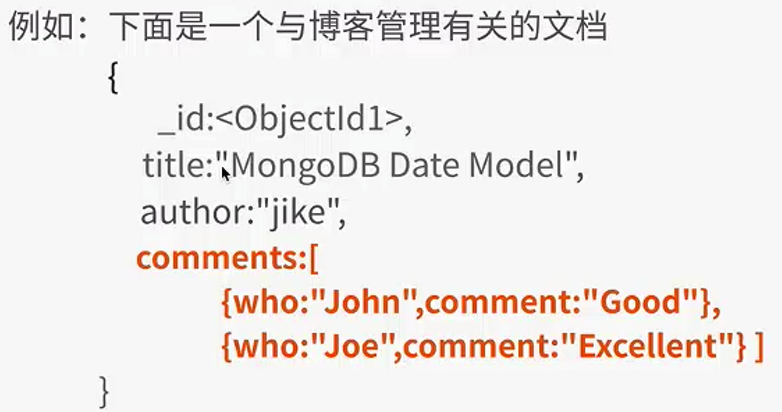 例如：下面是一个与博客管理有关的文档
{
_id:<ObjectId1>,
title:"MongoDB Date Model",
author:"jike",
comments:[
{who:"John",comment:"Good"},
{who:"Joe",comment:"Excellent"} ]
}